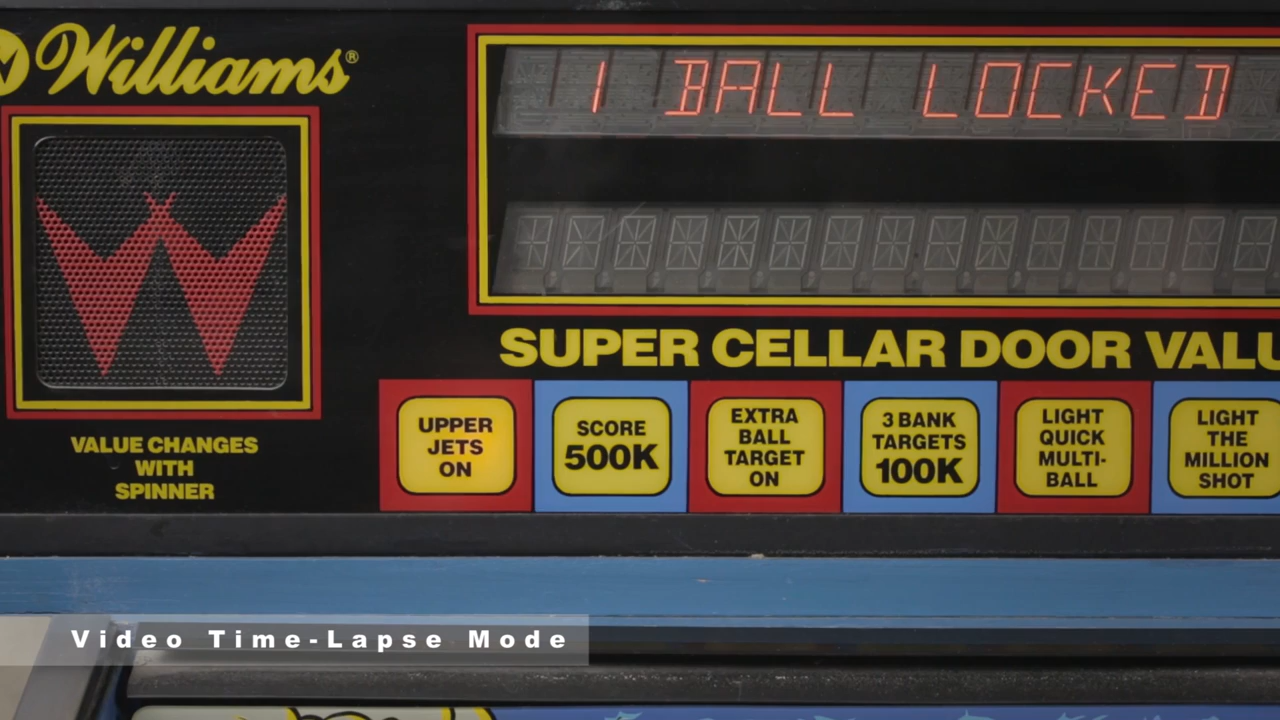 Williams®
1 BALL LOCKED
SUPER CELLAR DOOR VALU
UPPER
JETS
ON
SCORE
500K
EXTRA
BALL
TARGET
ON
3 BANK
TARGETS
100K
LIGHT
QUICK
MULTI-
BALL
LIGHT
THE
MILLION
SHOT
VALUE CHANGES
WITH
SPINNER
Video Time-Lapse Mode